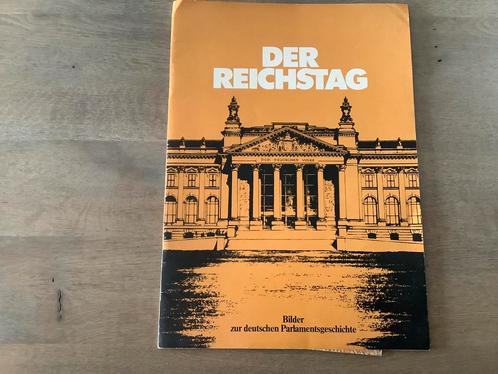 DER
REICHSTAG
DEM DEUTSCHEN VOLKE
Bilder
zur deutschen Parlamentsgeschichte